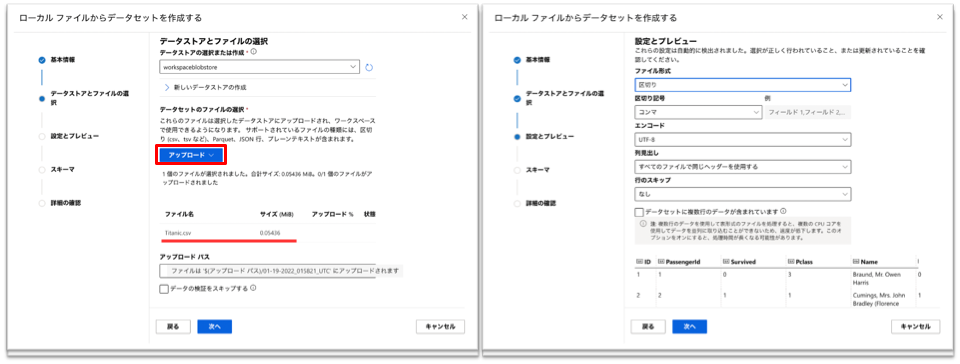 ローカル ファイルからデータセットを作成する
基本情報
データストアとファイルの選択
設定とプレビュー
スキーマ
詳細の確認
データストアとファイルの選択
データストアの選択または作成 *
workspaceblobstore
新しいデータストアの作成
データセットのファイルの選択 *
これらのファイルは選択したデータストアにアップロードされ、ワークスペース
で使用できるようになります。 サポートされているファイルの種類には、区切
り (csv、tsv など)、Parquet、JSON 行、プレーンテキストが含まれます。
アップロード
1 個のファイルが選択されました。合計サイズ: 0.05436 MiB。0/1 個のファイルがア
ップロードされました
ファイル名 サイズ (MiB) アップロード % 状態
Titanic.csv 0.05436
アップロード パス
ファイルは '$(アップロード パス)/01-19-2022_015821_UTC' にアップロードされます
データの検証をスキップする
戻る 次へ キャンセル
ローカル ファイルからデータセットを作成する
基本情報
データストアとファイルの選
択
設定とプレビュー
スキーマ
詳細の確認
設定とプレビュー
これらの設定は自動的に検出されました。選択が正しく行われていること、または更新されていることを確
認してください。
ファイル形式
区切り
区切り記号 例
コンマ フィールド 1,フィールド 2,...
エンコード
UTF-8
列見出し
すべてのファイルで同じヘッダーを使用する
行のスキップ
なし
データセットに複数行のデータが含まれています
注: 複数行のデータを使用して表形式のファイルを処理すると、複数の CPU コアを
使用してデータを並列に取り込むことができないため、速度が低下します。このオ
プションをオンにすると、処理時間が長くなる可能性があります。
ID PassengerId Survived Pclass Name
1 1 0 3 Braund, Mr. Owen 0
Harris
2 2 1 1 Cumings, Mrs. John 1
Bradley (Florence
戻る 次へ キャンセル